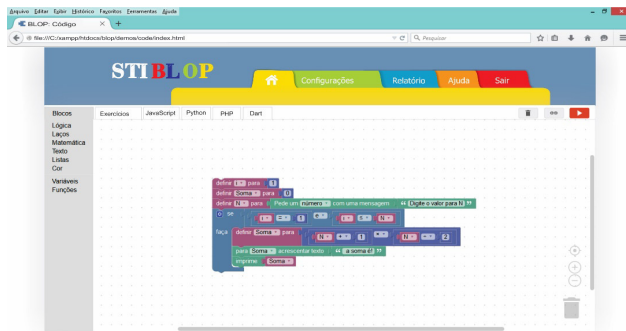 Arquivo Editar Exibir Histórico Favoritos Ferramentas Ajuda
BLOP: Código
file:///C:/xampp/htdocs/blop/demos/code/index.html
Pesquisar
STI BLOP
Configurações Relatório Ajuda Sair
Blocos Exercícios JavaScript Python PHP Dart
Lógica
Laços
Matemática
Texto
Listas
Cor
Variáveis
Funções
definir i para 1
definir Soma para 0
definir N para Pede um número com uma mensagem “ Digite o valor para N ”
se i = 1 e i N
faça definir Soma para N 1 N 2
para Soma acrescentar texto “ a soma é! ”
imprime Soma